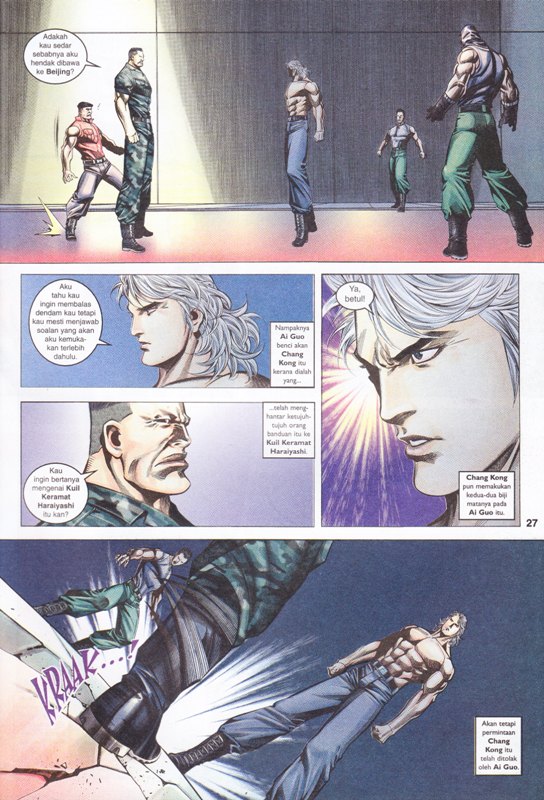 Adakah
kau sedar
sebabnya aku
hendak dibawa
ke Beijing?
Aku
tahu kau
ingin membalas
dendam kau tetapi
kau mesti menjawab
soalan yang akan
aku kemuka-
kan terlebih
dahulu.
Nampaknya
Ai Guo
benci akan
Chang
Kong itu
kerana dialah
yang...
Ya,
betul!
...telah meng-
hantar ketujuh-
tujuh orang
banduan itu ke
Kuil Keramat
Haraiyashi.
Kau
ingin bertanya
mengenai Kuil
Keramat
Haraiyashi
itu kan?
Chang Kong
pun memakukan
kedua-dua biji
matanya pada
Ai Guo itu.
27
KRAAK...!
Akan tetapi
permintaan
Chang
Kong itu
telah ditolak
oleh Ai Guo.